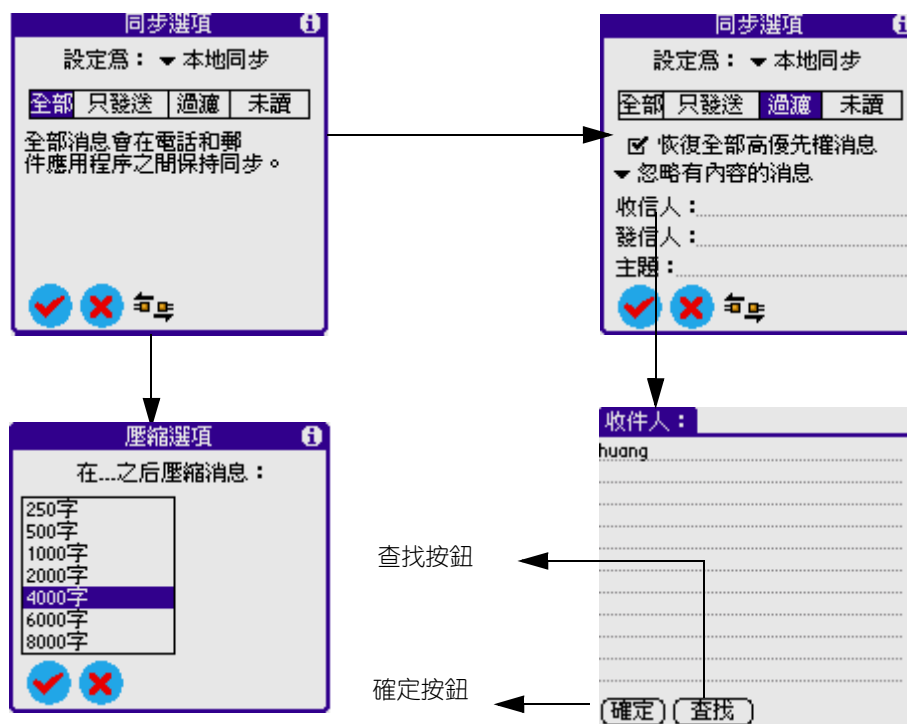 同步選項
設定爲：本地同步
全部 只發送 過濾 未讀
全部消息會在電話和郵
件應用程序之間保持同步。
同步選項
設定爲：本地同步
全部 只發送 過濾 未讀
恢復全部高優先權消息
忽略有內容的消息
收信人：
發信人：
主題：
壓縮選項
在...之后壓縮消息：
250字
500字
1000字
2000字
4000字
6000字
8000字
收件人：
huang
查找按鈕
確定按鈕
確定 查找